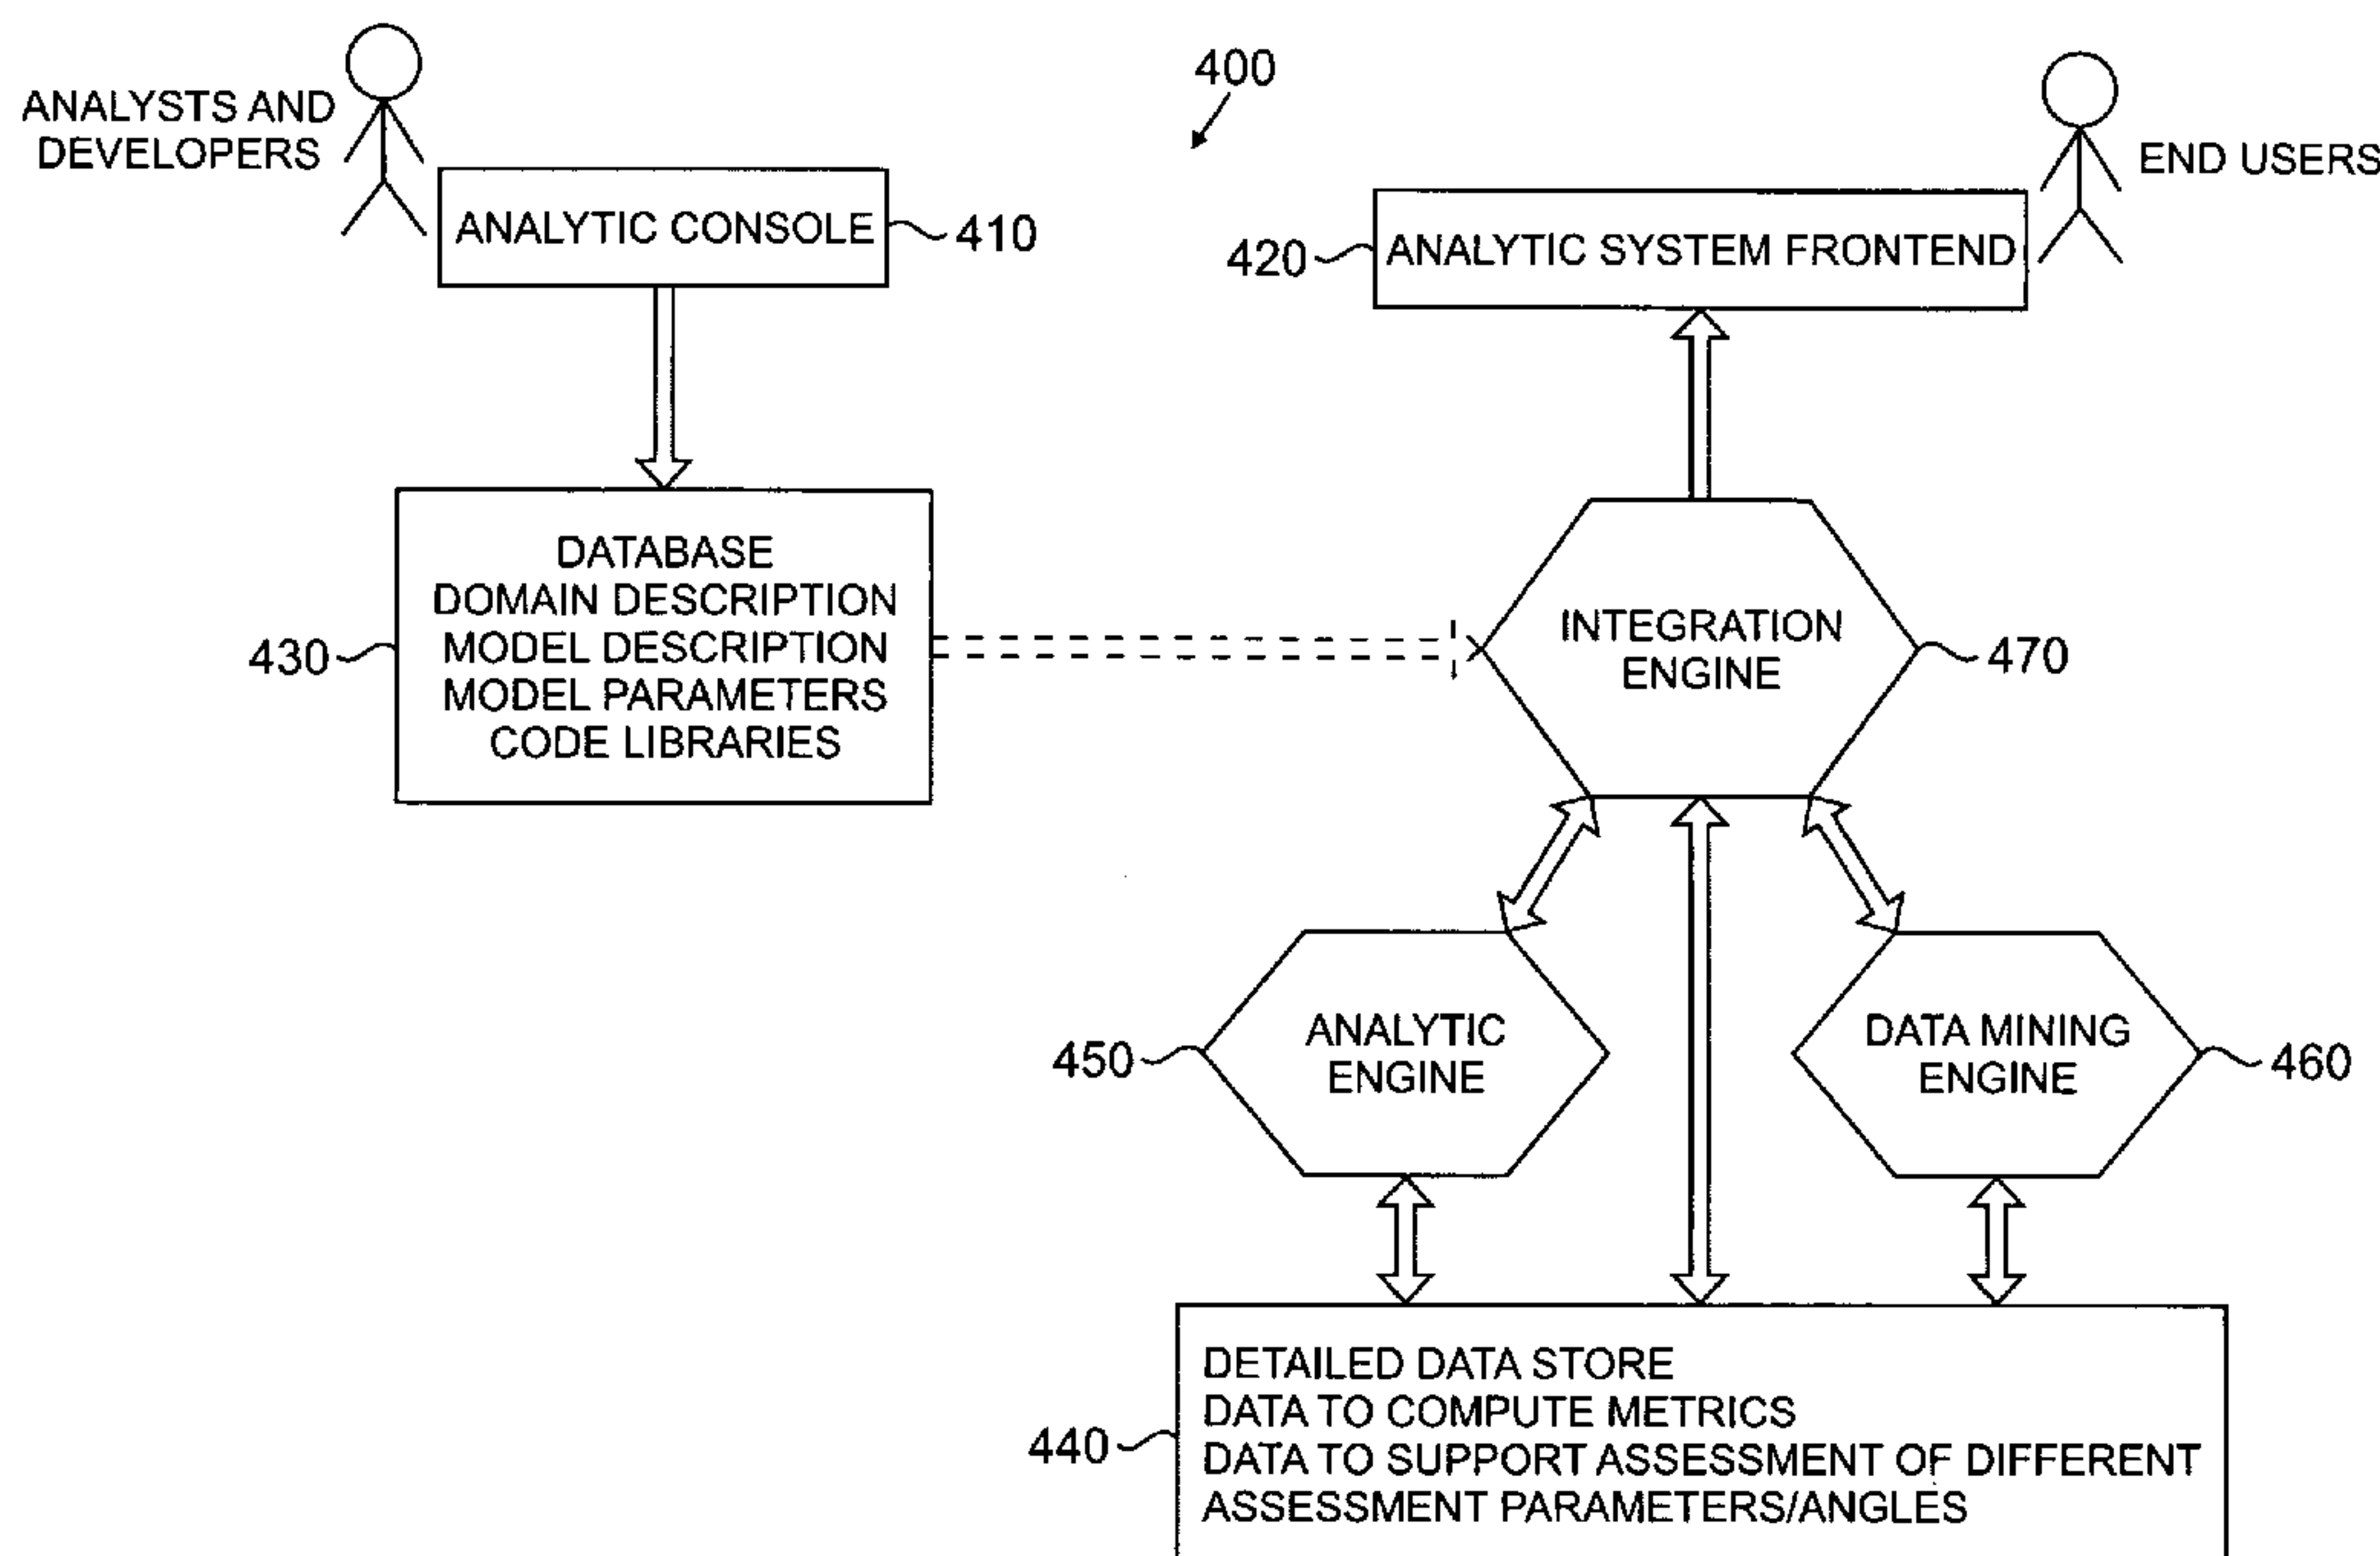 400
ANALYSTS AND
DEVELOPERS
ANALYTIC CONSOLE
410
END USERS
420
ANALYTIC SYSTEM FRONTEND
430
DATABASE
DOMAIN DESCRIPTION
MODEL DESCRIPTION
MODEL PARAMETERS
CODE LIBRARIES
INTEGRATION
ENGINE
470
450
ANALYTIC
ENGINE
DATA MINING
ENGINE
460
440
DETAILED DATA STORE
DATA TO COMPUTE METRICS
DATA TO SUPPORT ASSESSMENT OF DIFFERENT
ASSESSMENT PARAMETERS/ANGLES